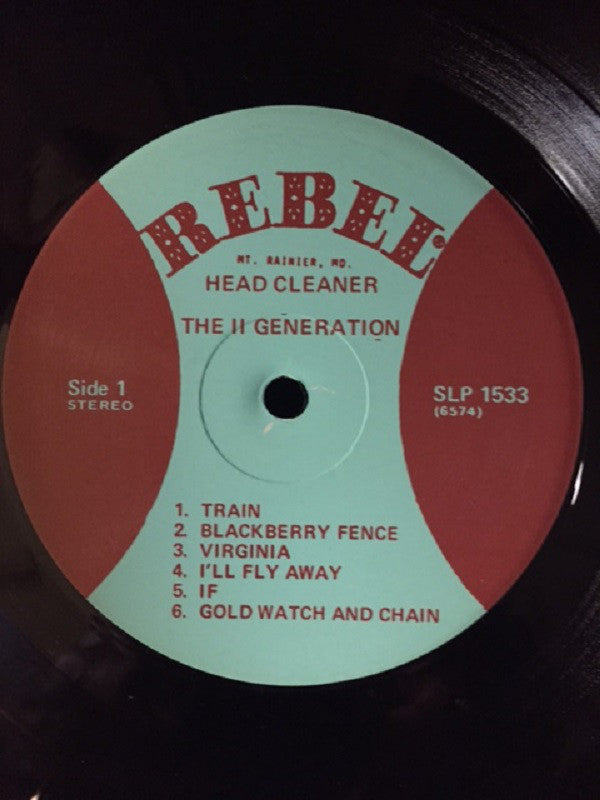 REBEL
MT. RAINIER, MD.
HEAD CLEANER
THE II GENERATION
Side 1
STEREO
SLP 1533
(6574)
1. TRAIN
2. BLACKBERRY FENCE
3. VIRGINIA
4. I'LL FLY AWAY
5. IF
6. GOLD WATCH AND CHAIN